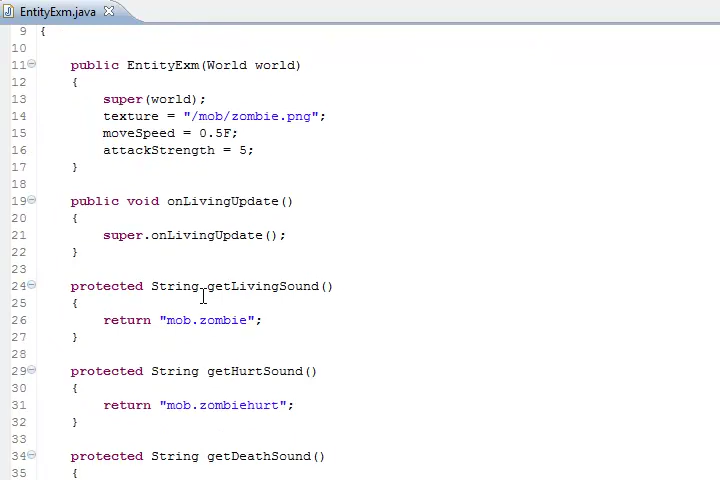 EntityExm.java
9 {
10
11 public EntityExm(World world)
12 {
13 super(world);
14 texture = "/mob/zombie.png";
15 moveSpeed = 0.5F;
16 attackStrength = 5;
17 }
18
19 public void onLivingUpdate()
20 {
21 super.onLivingUpdate();
22 }
23
24 protected String getLivingSound()
25 {
26 return "mob.zombie";
27 }
28
29 protected String getHurtSound()
30 {
31 return "mob.zombiehurt";
32 }
33
34 protected String getDeathSound()
35 {